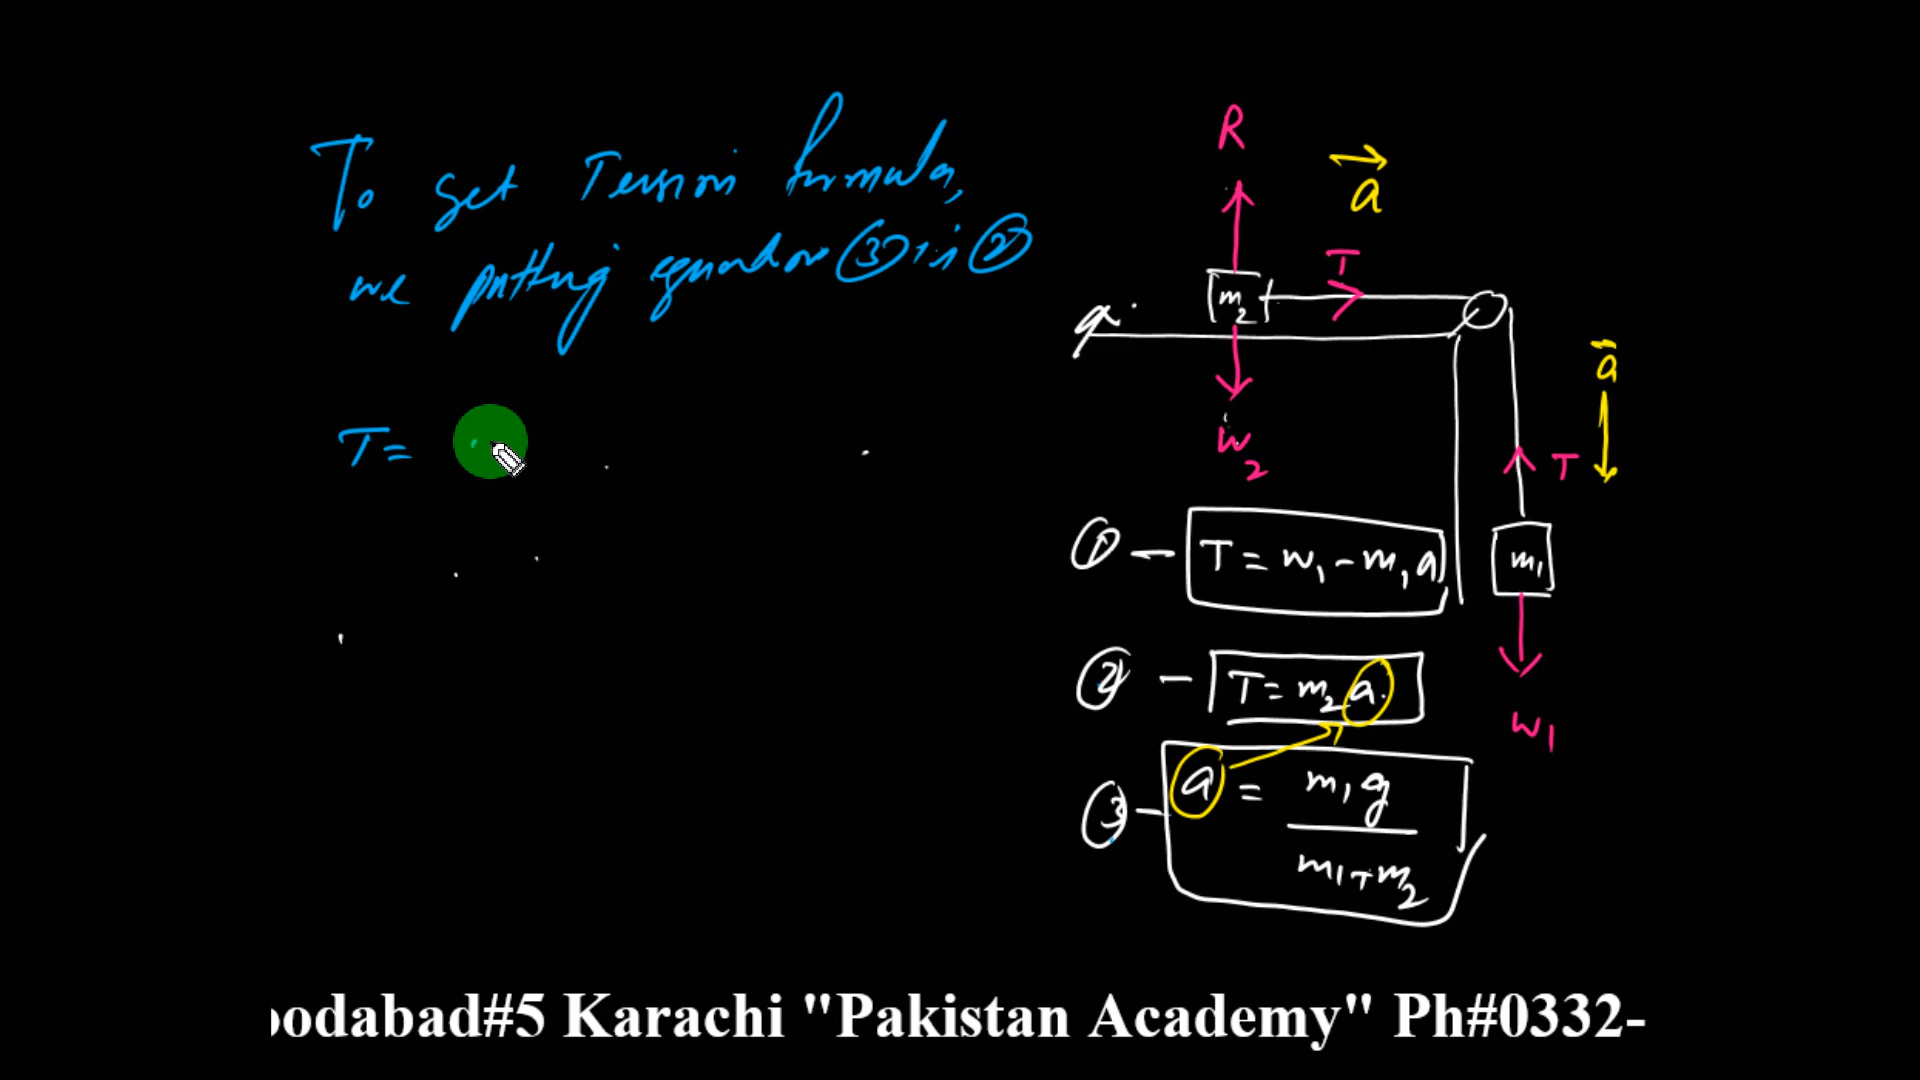 To get Tension formula,
we putting equation ③ in ②
T =
R
a
T
m₂
W₂
a
T
m₁
W₁
① - T = w₁ - m₁a
② - T = m₂a
③ - a = m₁g / m₁+m₂
oodabad#5 Karachi "Pakistan Academy" Ph#0332-